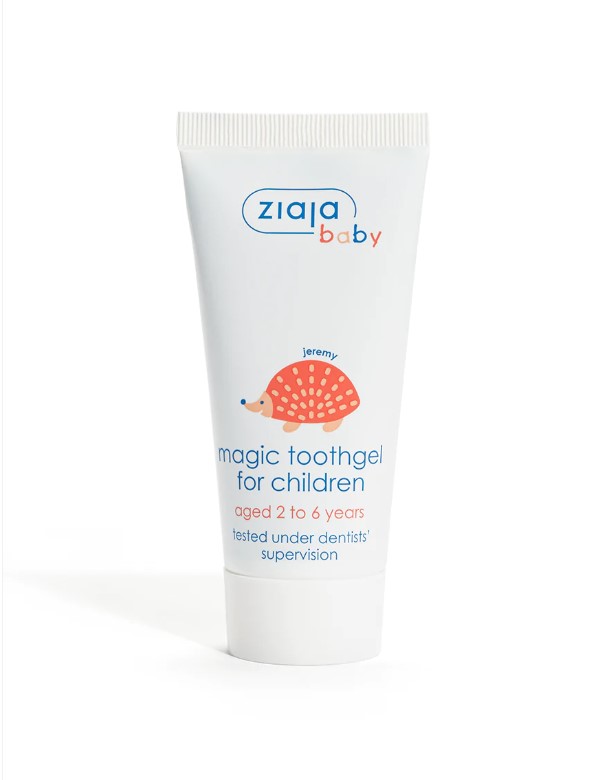 ziaja
baby
jeremy
magic toothgel
for children
aged 2 to 6 years
tested under dentists'
supervision